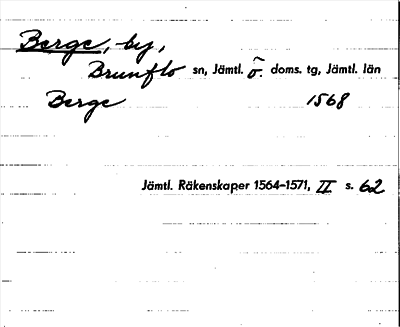 Berge, by,
Brunflo sn, Jämtl. ö. doms. tg, Jämtl. län
Berge 1568
Jämtl. Räkenskaper 1564–1571, II s. 62